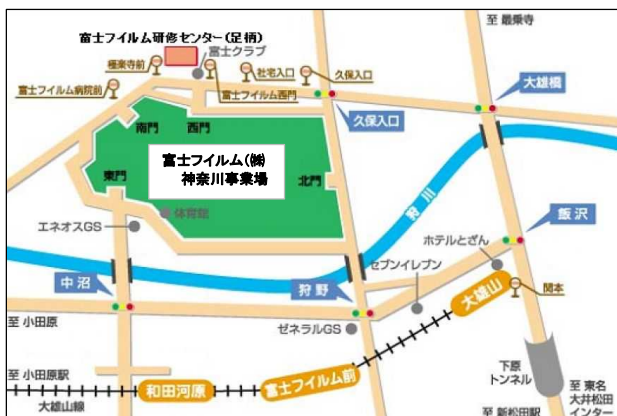 至 最乗寺
富士フイルム研修センター(足柄)
富士クラブ
極楽寺前
社宅入口
久保入口
富士フイルム病院前
富士フイルム西門
大雄橋
久保入口
南門
西門
富士フイルム(㈱
神奈川事業場
東門
北門
狩川
体育館
飯沢
エネオスGS
ホテルとざん
中沼
狩野
セブンイレブン
大雄山
関本
至 小田原
ゼネラルGS
下原
トンネル
至 小田原駅
富士フイルム前
和田河原
大雄山線
至 新松田駅
至 東名
大井松田
インター